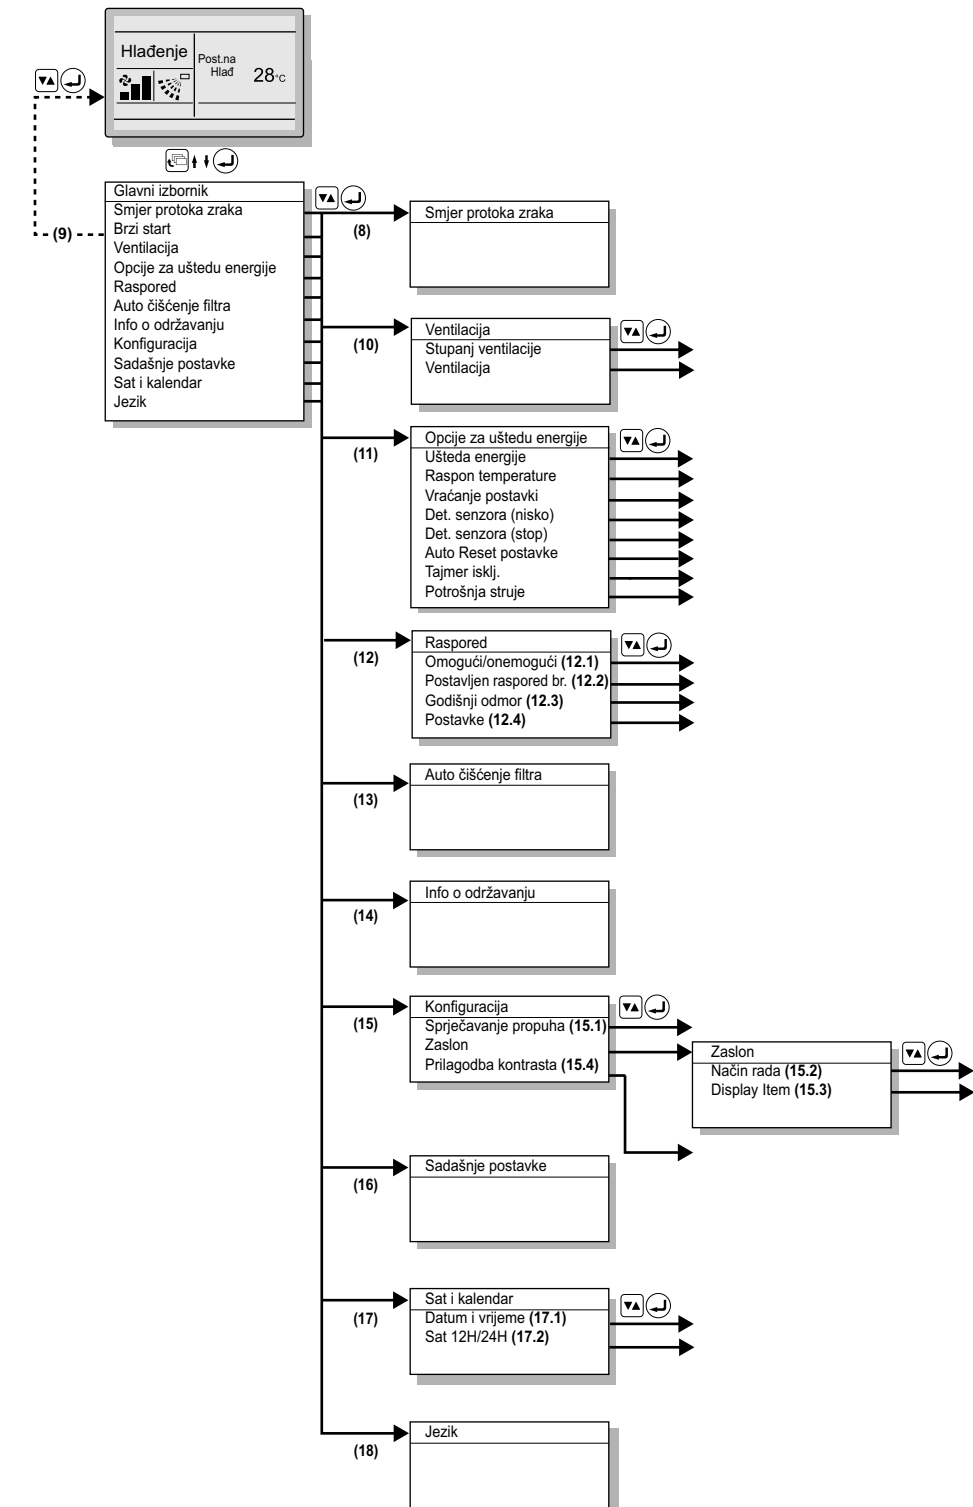 Hlađenje
Post.na
Hlađ
28°C
Glavni izbornik
Smjer protoka zraka
Brzi start
Ventilacija
Opcije za uštedu energije
Raspored
Auto čišćenje filtra
Info o održavanju
Konfiguracija
Sadašnje postavke
Sat i kalendar
Jezik
(9)
(8)
Smjer protoka zraka
(10)
Ventilacija
Stupanj ventilacije
Ventilacija
(11)
Opcije za uštedu energije
Ušteda energije
Raspon temperature
Vraćanje postavki
Det. senzora (nisko)
Det. senzora (stop)
Auto Reset postavke
Tajmer isklj.
Potrošnja struje
(12)
Raspored
Omogući/onemogući (12.1)
Postavljen raspored br. (12.2)
Godišnji odmor (12.3)
Postavke (12.4)
(13)
Auto čišćenje filtra
(14)
Info o održavanju
(15)
Konfiguracija
Sprječavanje propuha (15.1)
Zaslon
Prilagodba kontrasta (15.4)
Zaslon
Način rada (15.2)
Display Item (15.3)
(16)
Sadašnje postavke
(17)
Sat i kalendar
Datum i vrijeme (17.1)
Sat 12H/24H (17.2)
(18)
Jezik